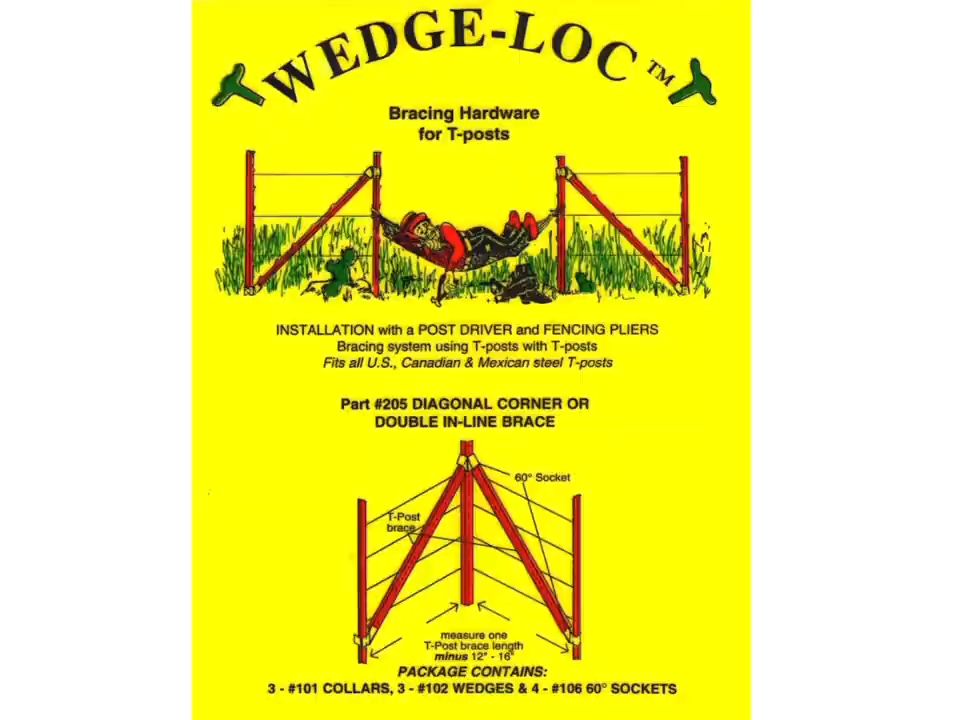 WEDGE-LOC™
Bracing Hardware
for T-posts
INSTALLATION with a POST DRIVER and FENCING PLIERS
Bracing system using T-posts with T-posts
Fits all U.S., Canadian & Mexican steel T-posts
Part #205 DIAGONAL CORNER OR
DOUBLE IN-LINE BRACE
60° Socket
T-Post
brace
measure one
T-Post brace length
minus 12" - 16"
PACKAGE CONTAINS:
3 - #101 COLLARS, 3 - #102 WEDGES & 4 - #106 60° SOCKETS